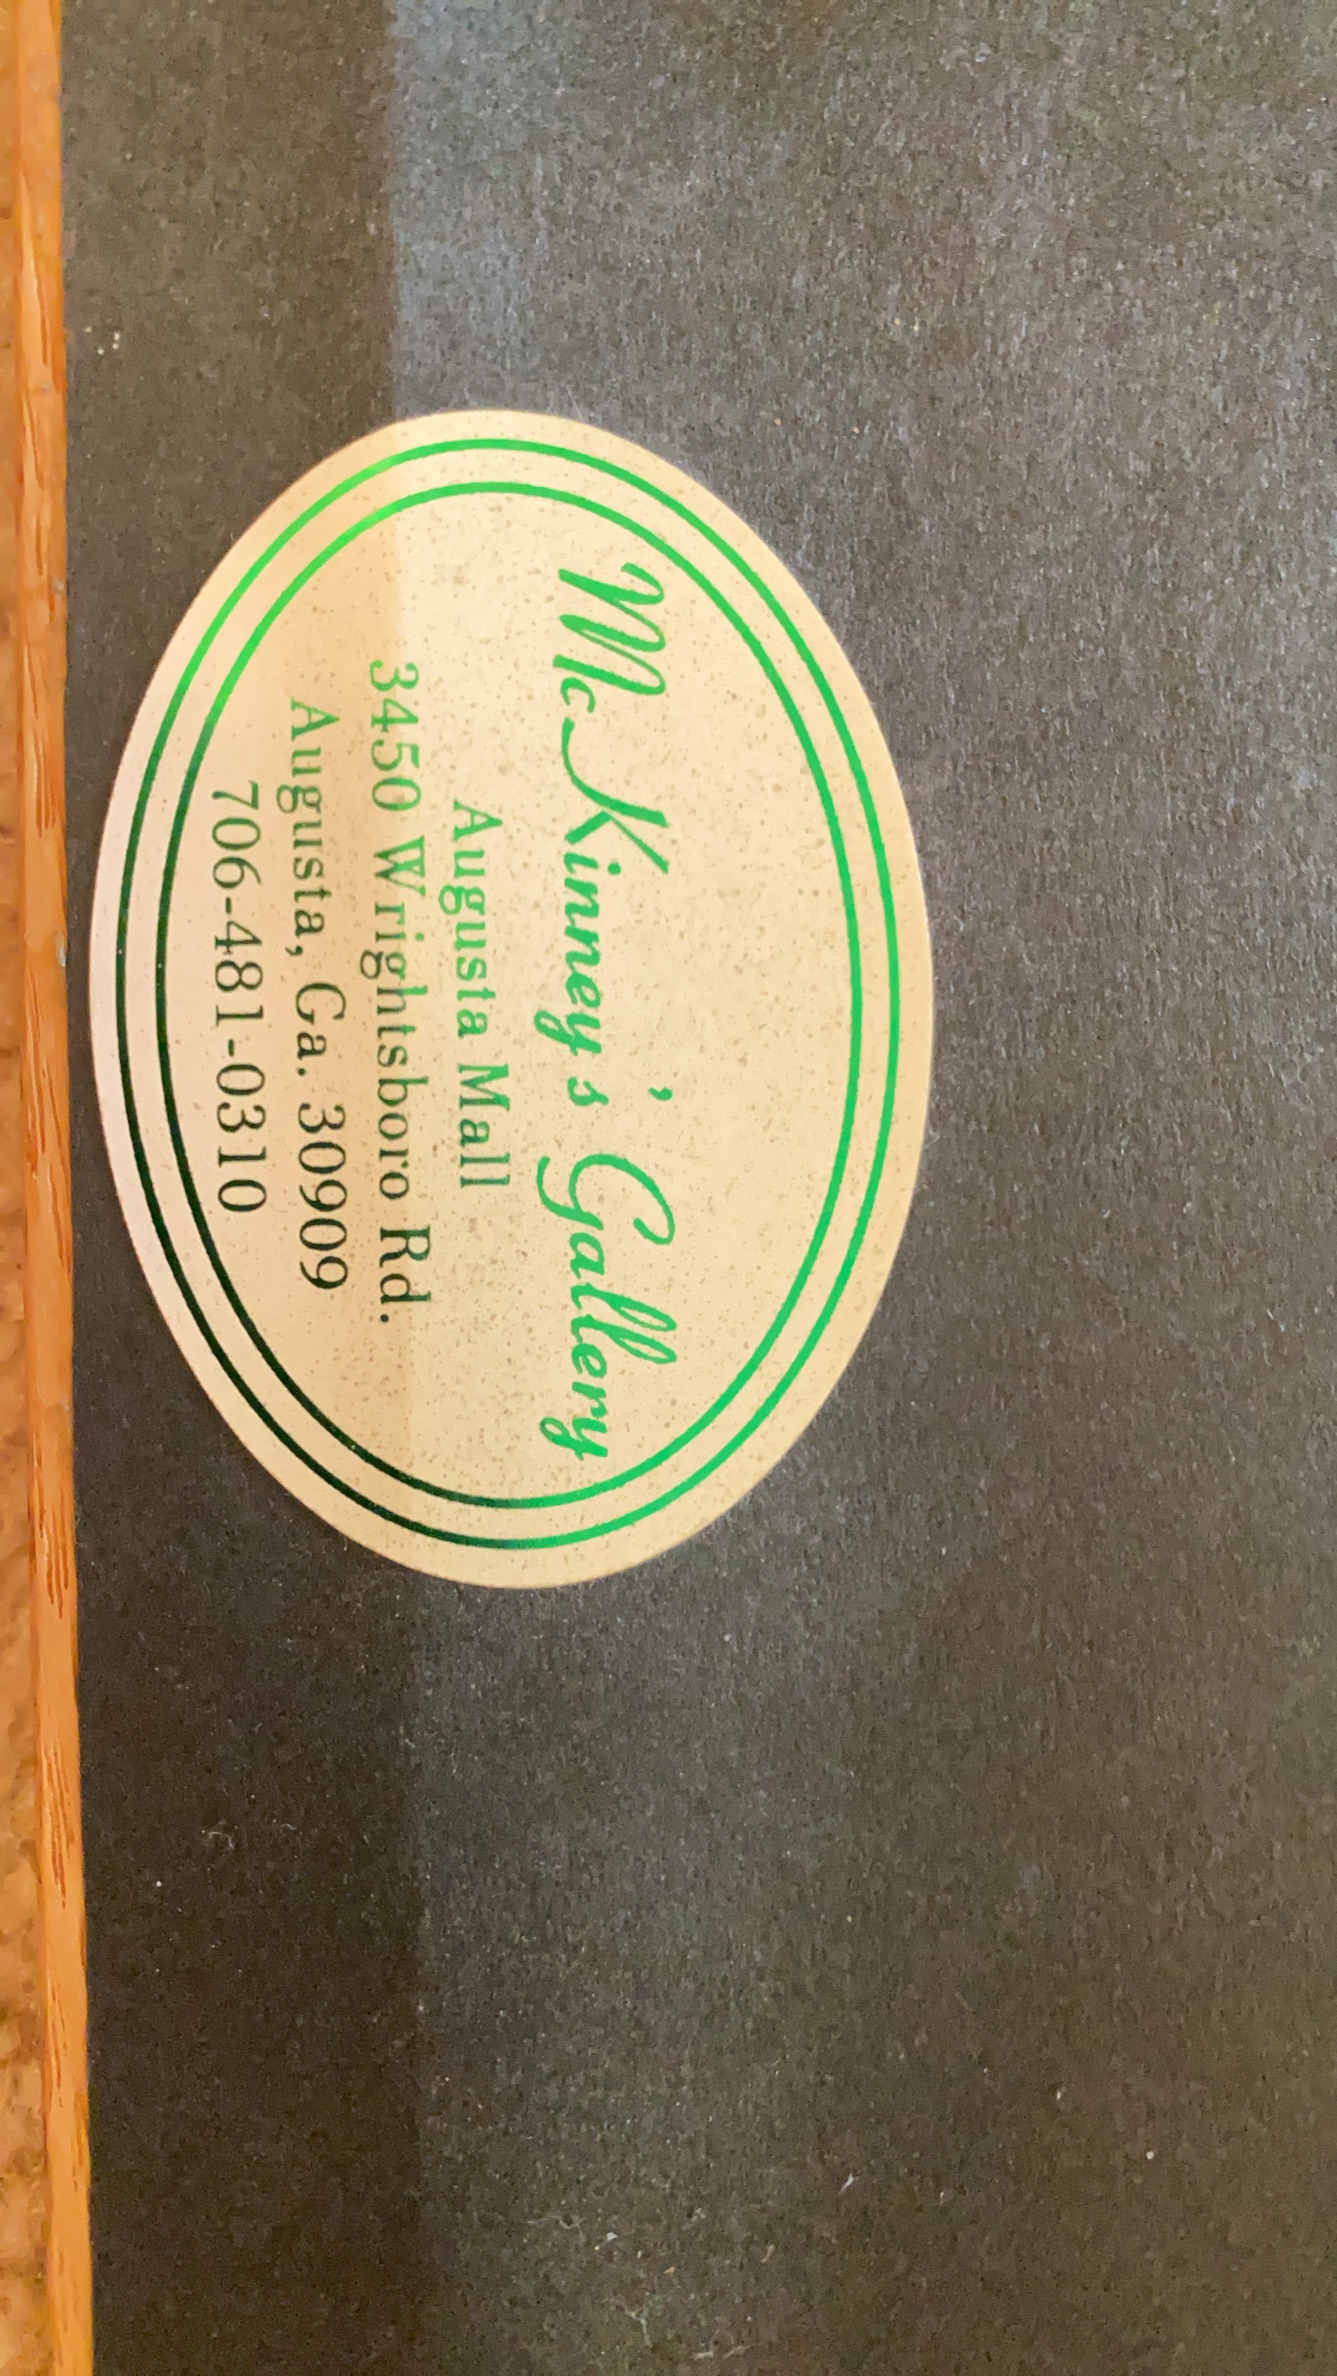 McKinney's Gallery
Augusta Mall
3450 Wrightsboro Rd.
Augusta, Ga. 30909
706-481-0310